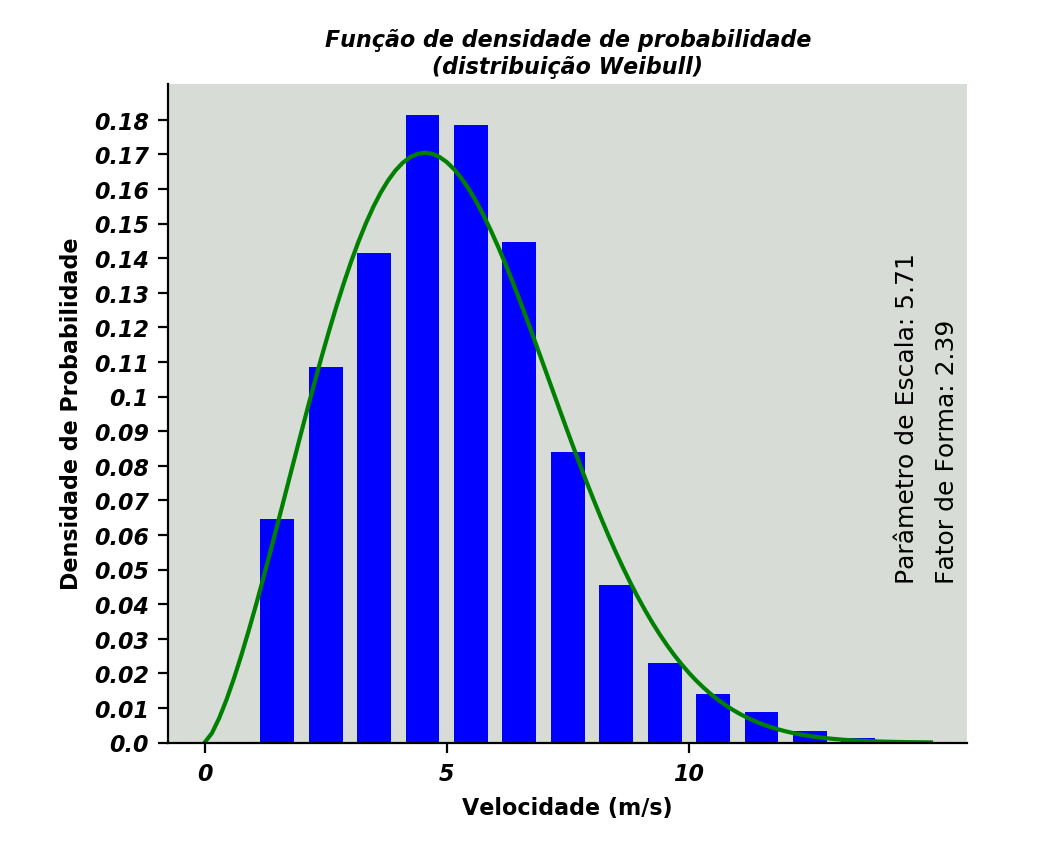 Função de densidade de probabilidade
(distribuição Weibull)
Densidade de Probabilidade
0.18
0.17
0.16
0.15
0.14
0.13
0.12
0.11
0.1
0.09
0.08
0.07
0.06
0.05
0.04
0.03
0.02
0.01
0.0
0 5 10
Velocidade (m/s)
Parâmetro de Escala: 5.71
Fator de Forma: 2.39